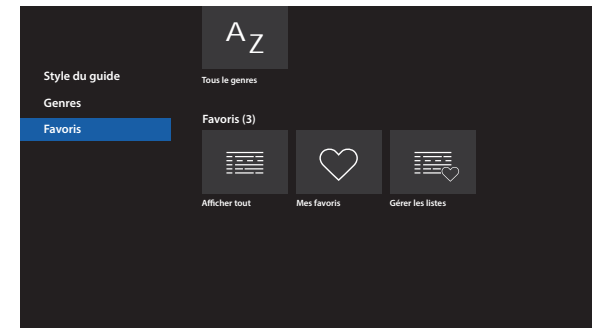 AZ
Style du guide
Tous le genres
Genres
Favoris (3)
Favoris
Afficher tout
Mes favoris
Gérer les listes